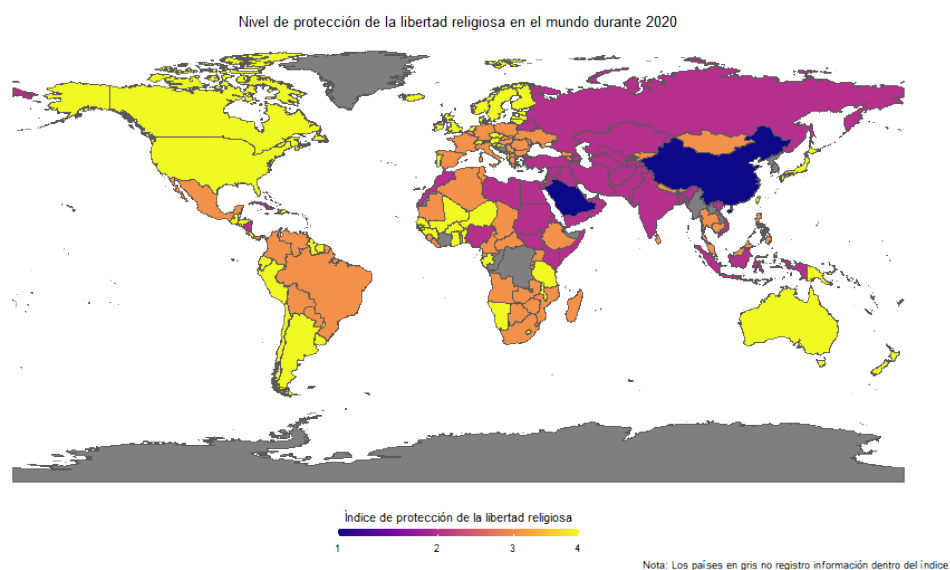 Nivel de protección de la libertad religiosa en el mundo durante 2020
Índice de protección de la libertad religiosa
1 2 3 4
Nota: Los países en gris no registro información dentro del índice